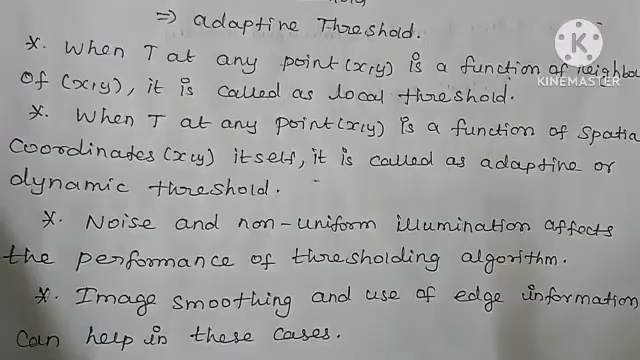 ⇒ adaptine Threshold.
*. When T at any point (x,y) is a function of
of (x,y), it is called as local threshold.
*. When T at any point (x,y) is a function of
Coordinates (x,y) itself, it is called as adaptine or
dynamic threshold.
*. Noise and non-uniform illumination affects
the performance of thresholding algorithm.
*. Image smoothing and use of edge information
can help in these cases.
K
KINEMASTER